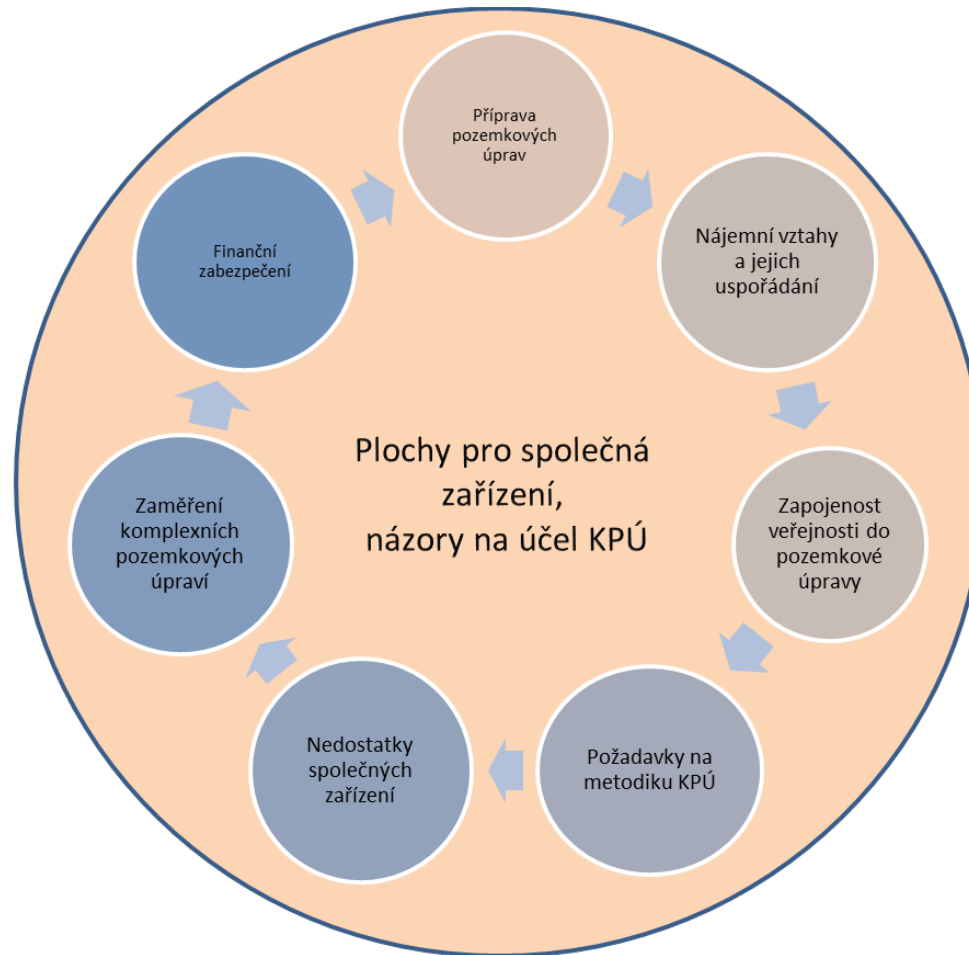 Příprava
pozemkových
úprav
Nájemní vztahy
a jejich
uspořádání
Zapojenost
veřejnosti do
pozemkové
úpravy
Požadavky na
metodiku KPÚ
Nedostatky
společných
zařízení
Zaměření
komplexních
pozemkových
úpraví
Finanční
zabezpečení
Plochy pro společná
zařízení,
názory na účel KPÚ